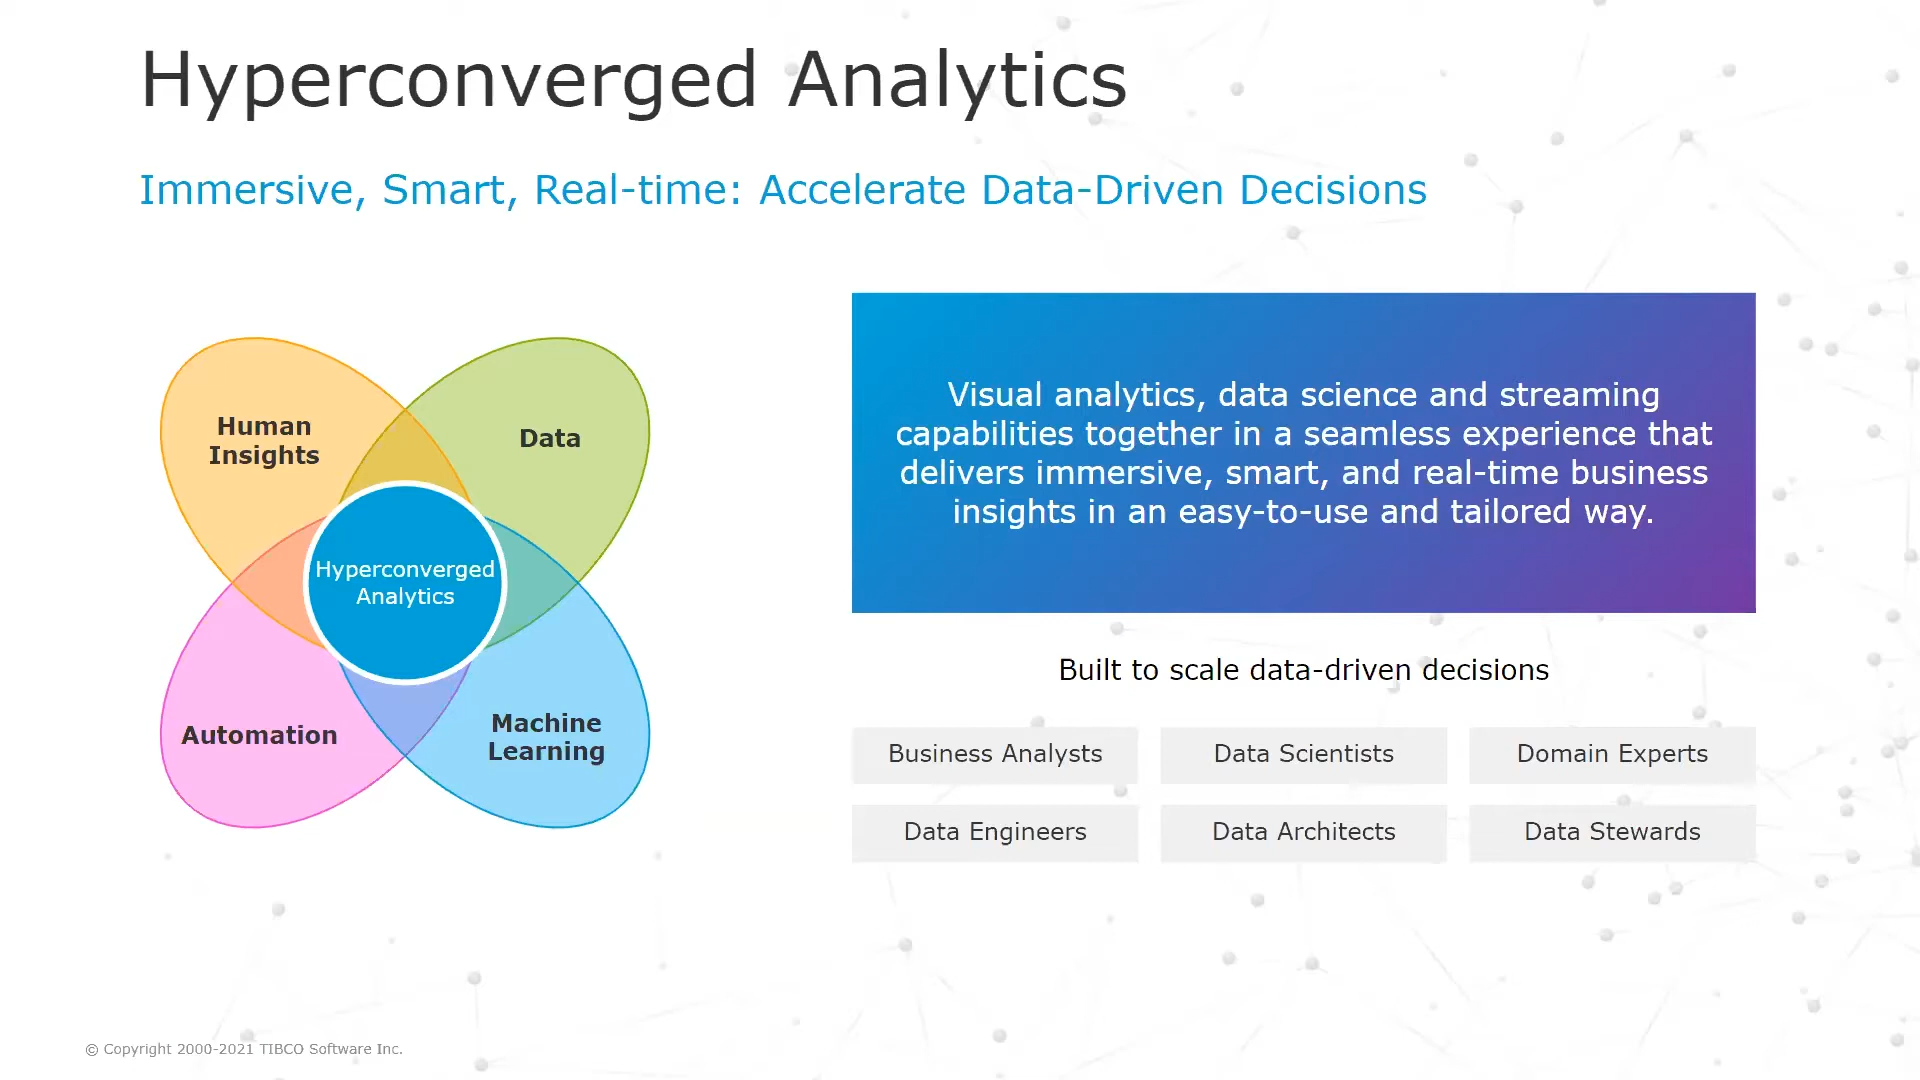 Hyperconverged Analytics
Immersive, Smart, Real-time: Accelerate Data-Driven Decisions
Human
Insights
Data
Hyperconverged
Analytics
Automation
Machine
Learning
Visual analytics, data science and streaming
capabilities together in a seamless experience that
delivers immersive, smart, and real-time business
insights in an easy-to-use and tailored way.
Built to scale data-driven decisions
Business Analysts
Data Scientists
Domain Experts
Data Engineers
Data Architects
Data Stewards
© Copyright 2000-2021 TIBCO Software Inc.